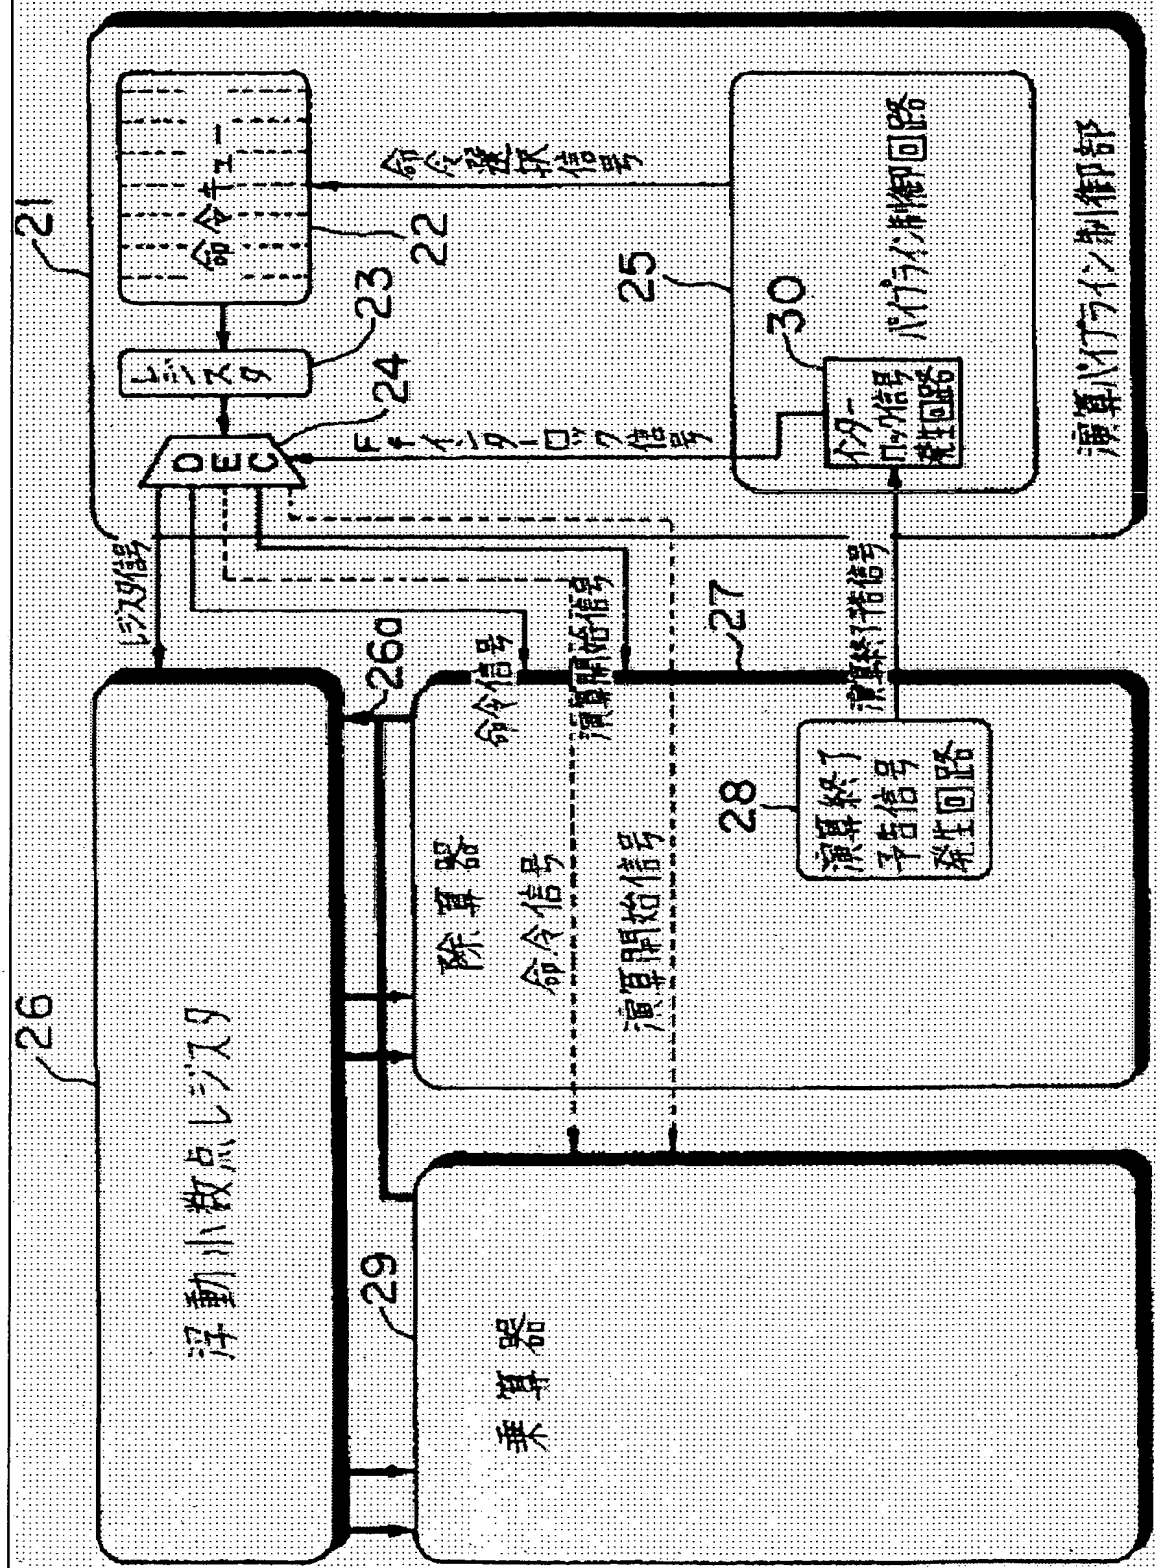 21
命令キュー
22
命令選択信号
レジスタ
23
DEC
24
Ffインターロック信号
25
30
インター
ロック信号
発生回路
パイプライン制御回路
演算パイプライン制御部
レジスタ信号
命令信号
演算開始信号
演算終了予告信号
26
浮動小数点レジスタ
26a
27
除算器
命令信号
演算開始信号
28
演算終了
予告信号
発生回路
29
乗算器